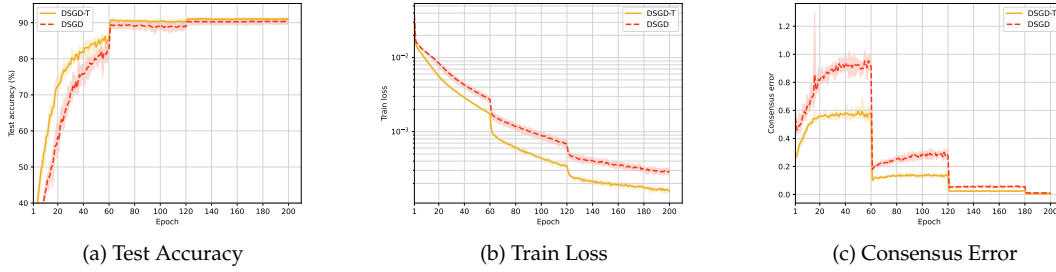 DSGD-T
DSGD
Test accuracy (%)
100
90
80
70
60
50
40
1 20 40 60 80 100 120 140 160 180 200
Epoch
(a) Test Accuracy
DSGD-T
DSGD
Train loss
10⁻²
10⁻³
1 20 40 60 80 100 120 140 160 180 200
Epoch
(b) Train Loss
DSGD-T
DSGD
Consensus error
1.2
1.0
0.8
0.6
0.4
0.2
0.0
1 20 40 60 80 100 120 140 160 180 200
Epoch
(c) Consensus Error